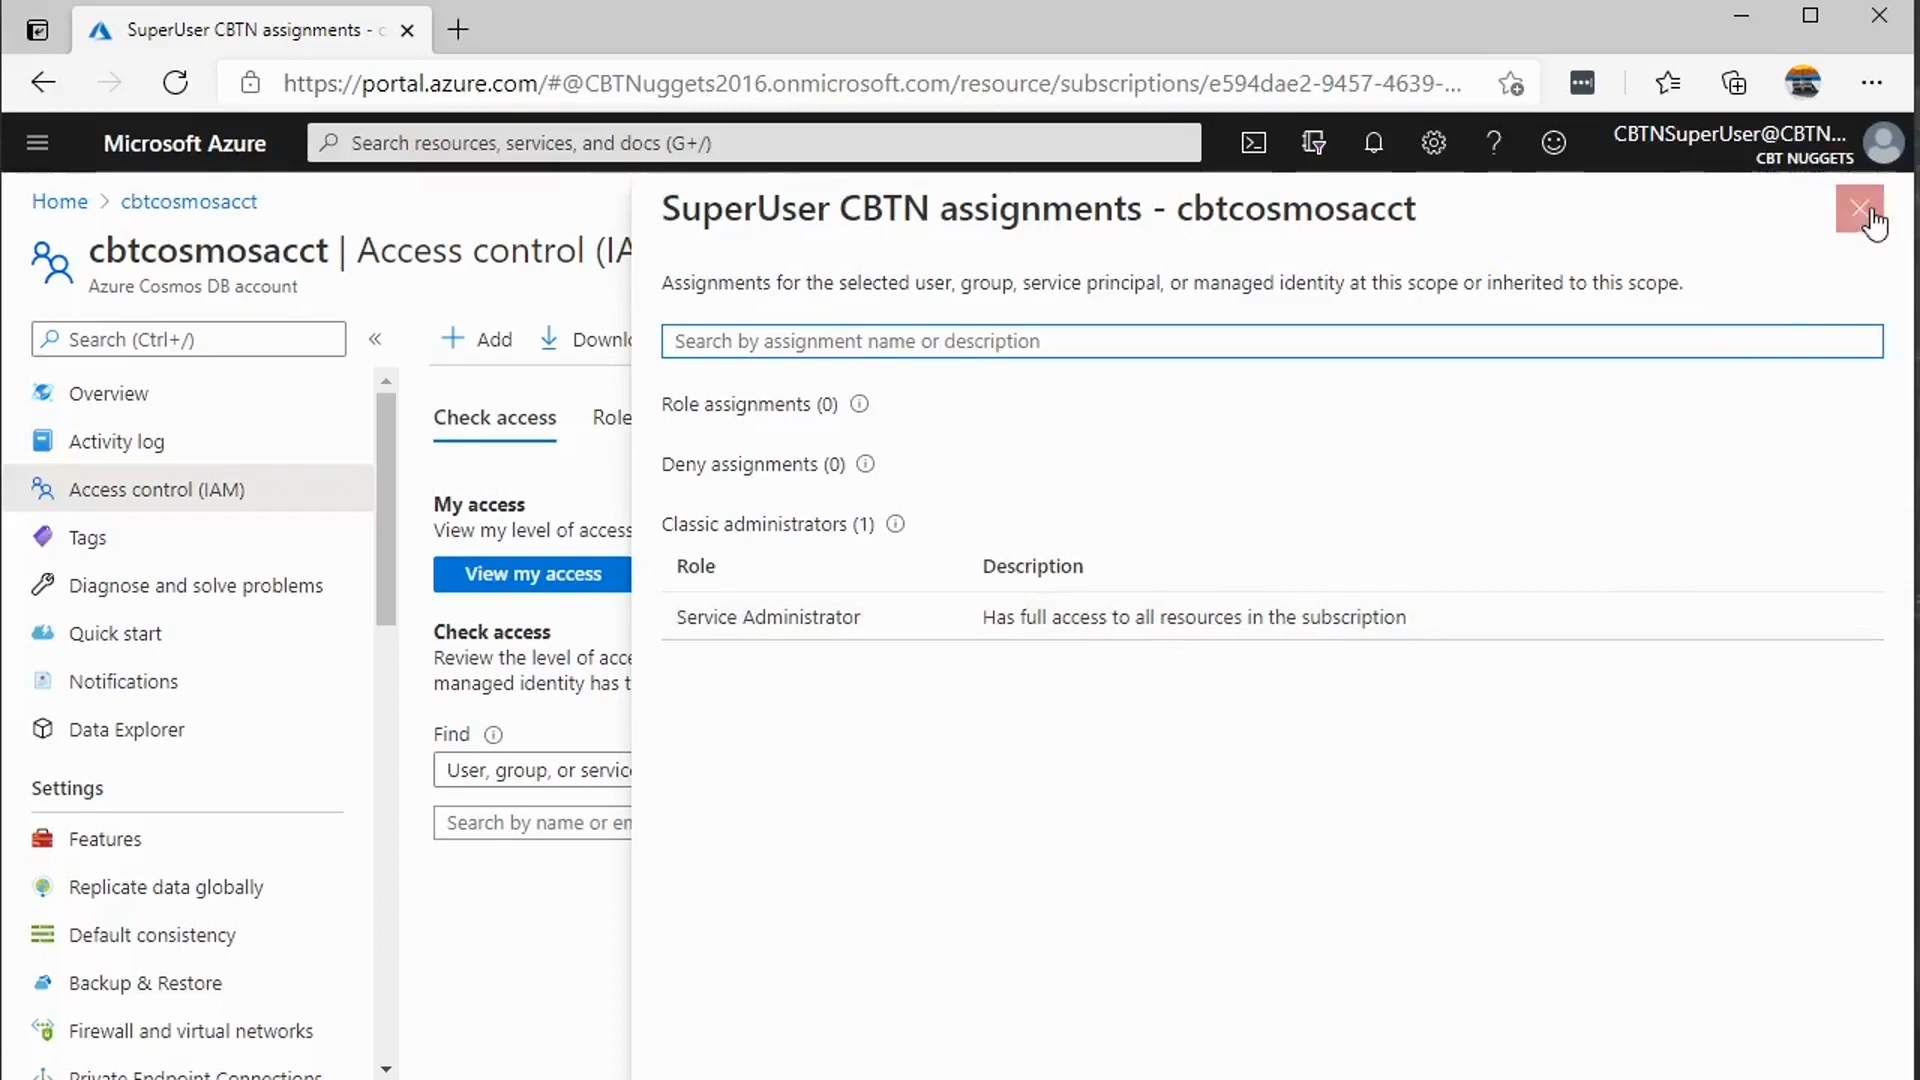 SuperUser CBTN assignments - c
https://portal.azure.com/#@CBTNuggets2016.onmicrosoft.com/resource/subscriptions/e594dae2-9457-4639-...
Microsoft Azure
Search resources, services, and docs (G+/)
CBTNSuperUser@CBTN...
CBT NUGGETS
Home > cbtcosmosacct
cbtcosmosacct | Access control (IA
Azure Cosmos DB account
Search (Ctrl+/)
«
Overview
Activity log
Access control (IAM)
Tags
Diagnose and solve problems
Quick start
Notifications
Data Explorer
Settings
Features
Replicate data globally
Default consistency
Backup & Restore
Firewall and virtual networks
Private Endpoint Connections
Add
Downlo
Check access
Role
My access
View my level of access
View my access
Check access
Review the level of acce
managed identity has t
Find
User, group, or servic
Search by name or em
SuperUser CBTN assignments - cbtcosmosacct
Assignments for the selected user, group, service principal, or managed identity at this scope or inherited to this scope.
Search by assignment name or description
Role assignments (0)
Deny assignments (0)
Classic administrators (1)
Role Description
Service Administrator Has full access to all resources in the subscription